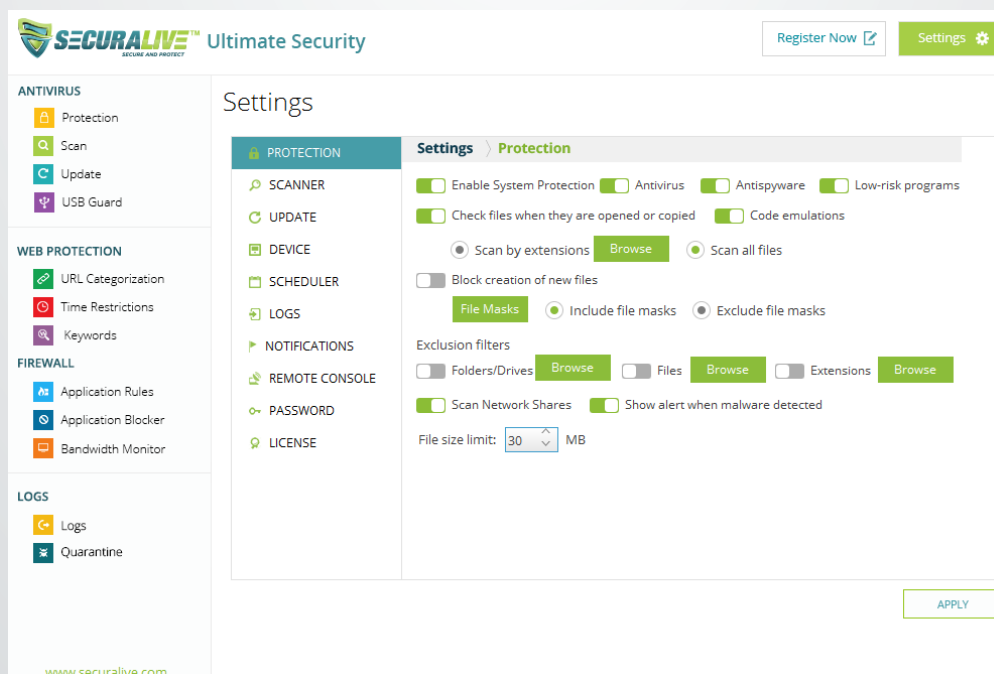 SECURALIVE™ Ultimate Security
SECURE AND PROTECT
Register Now
Settings
ANTIVIRUS
Protection
Scan
Update
USB Guard
WEB PROTECTION
URL Categorization
Time Restrictions
Keywords
FIREWALL
Application Rules
Application Blocker
Bandwidth Monitor
LOGS
Logs
Quarantine
www.securalive.com
Settings
PROTECTION
SCANNER
UPDATE
DEVICE
SCHEDULER
LOGS
NOTIFICATIONS
REMOTE CONSOLE
PASSWORD
LICENSE
Settings Protection
Enable System Protection Antivirus Antispyware Low-risk programs
Check files when they are opened or copied Code emulations
Scan by extensions Browse Scan all files
Block creation of new files
File Masks Include file masks Exclude file masks
Exclusion filters
Folders/Drives Browse Files Browse Extensions Browse
Scan Network Shares Show alert when malware detected
File size limit: 30 MB
APPLY